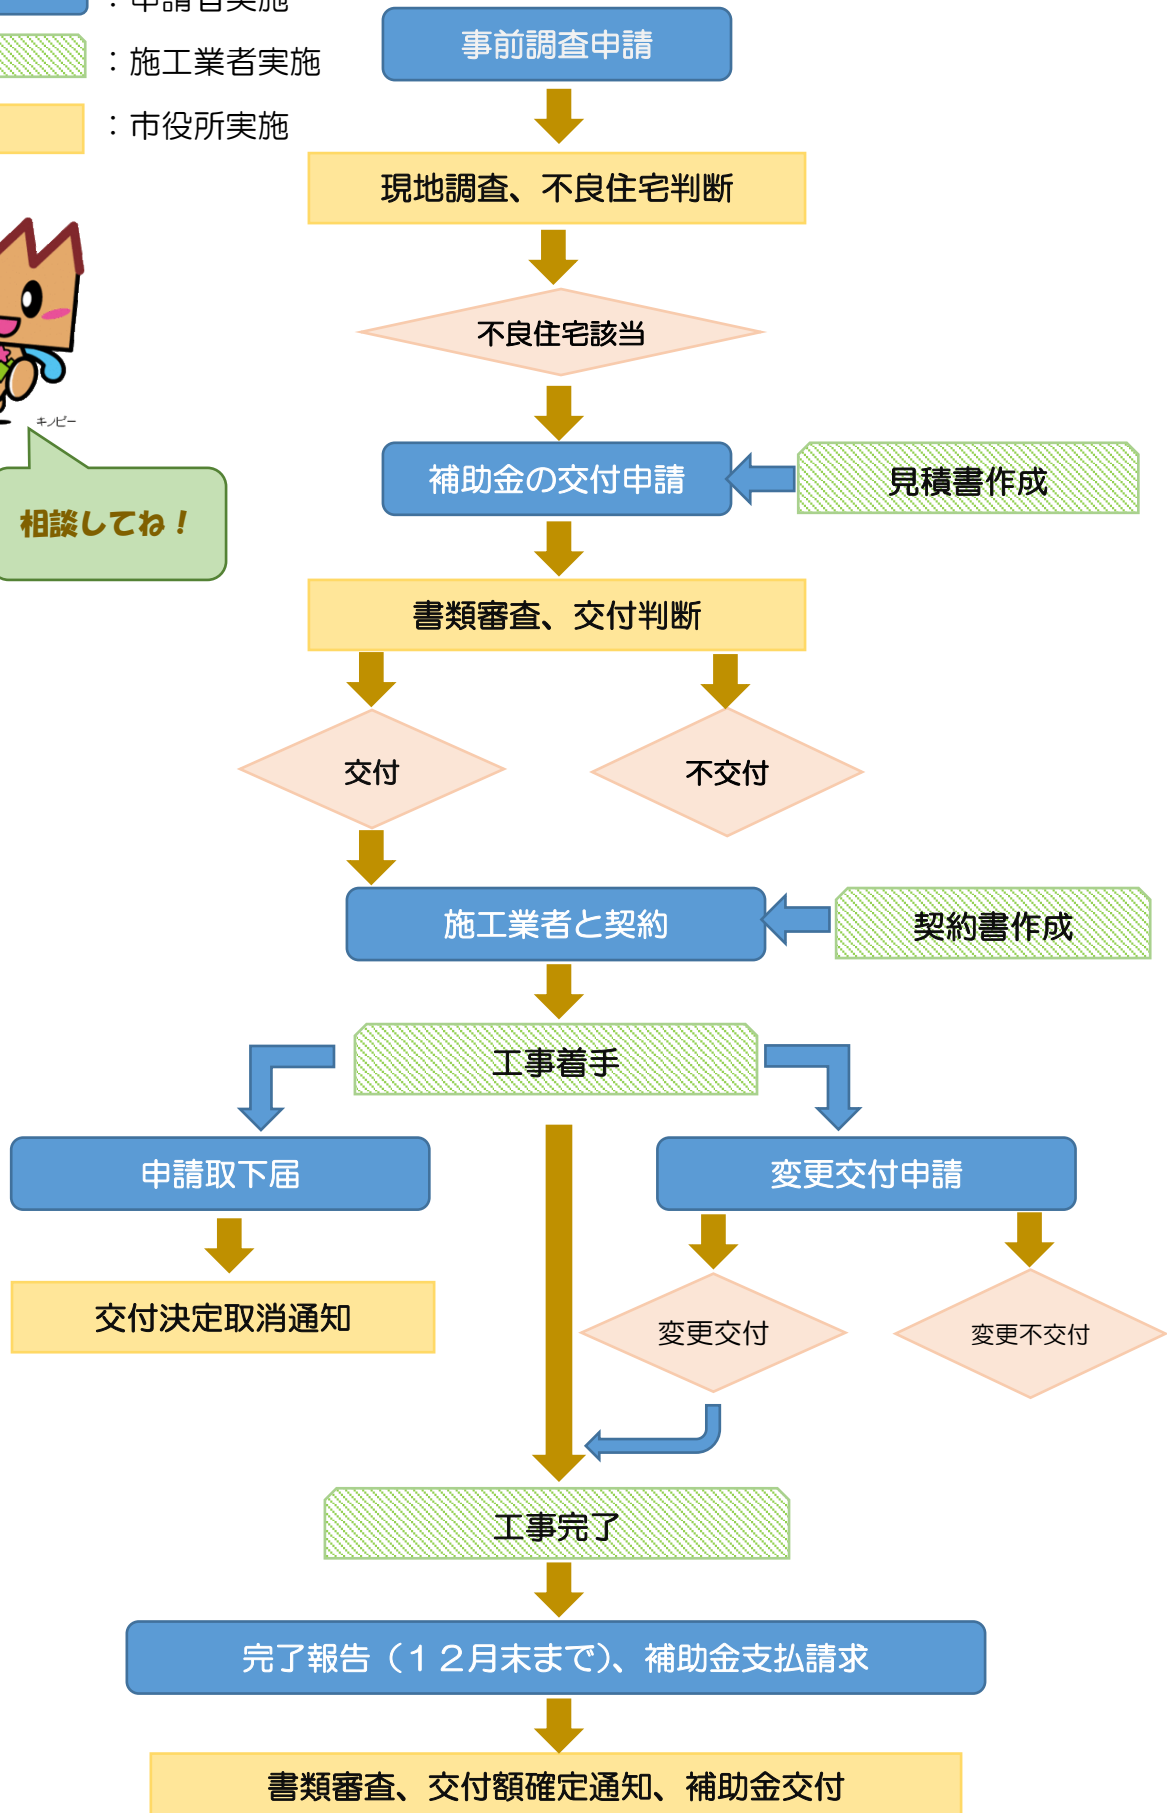 ：申請者実施
：施工業者実施
：市役所実施
事前調査申請
現地調査、不良住宅判断
不良住宅該当
キノピー
相談してね！
補助金の交付申請
見積書作成
書類審査、交付判断
交付
不交付
施工業者と契約
契約書作成
工事着手
申請取下届
変更交付申請
交付決定取消通知
変更交付
変更不交付
工事完了
完了報告（１２月末まで）、補助金支払請求
書類審査、交付額確定通知、補助金交付